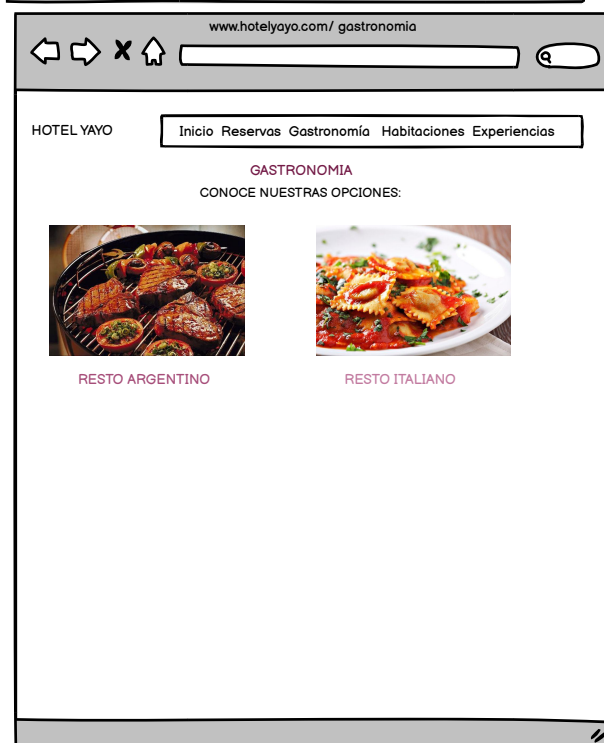 www.hotelyayo.com/ gastronomia
HOTEL YAYO
Inicio Reservas Gastronomía Habitaciones Experiencias
GASTRONOMIA
CONOCE NUESTRAS OPCIONES:
RESTO ARGENTINO
RESTO ITALIANO